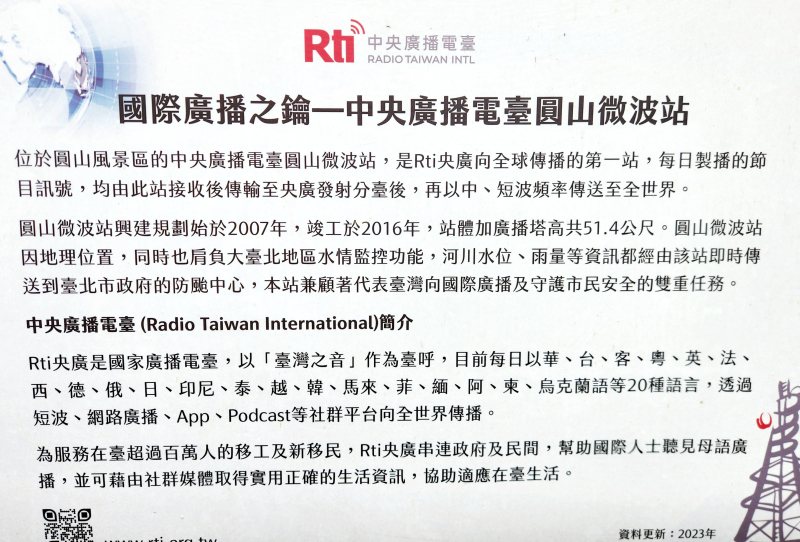 Rti 中央廣播電臺
RADIO TAIWAN INTL
國際廣播之鑰—中央廣播電臺圓山微波站
位於圓山風景區的中央廣播電臺圓山微波站，是Rti央廣向全球傳播的第一站，每日製播的節
目訊號，均由此站接收後傳輸至央廣發射分臺後，再以中、短波頻率傳送至全世界。
圓山微波站興建規劃始於2007年，竣工於2016年，站體加廣播塔高共51.4公尺。圓山微波站
因地理位置，同時也肩負大臺北地區水情監控功能，河川水位、雨量等資訊都經由該站即時傳
送到臺北市政府的防颱中心，本站兼顧著代表臺灣向國際廣播及守護市民安全的雙重任務。
中央廣播電臺 (Radio Taiwan International)簡介
Rti央廣是國家廣播電臺，以「臺灣之音」作為臺呼，目前每日以華、台、客、粵、英、法、
西、德、俄、日、印尼、泰、越、韓、馬來、菲、緬、阿、柬、烏克蘭語等20種語言，透過
短波、網路廣播、App、Podcast等社群平台向全世界傳播。
為服務在臺超過百萬人的移工及新移民，Rti央廣串連政府及民間，幫助國際人士聽見母語廣
播，並可藉由社群媒體取得實用正確的生活資訊，協助適應在臺生活。
www.rti.org.tw
資料更新：2023年